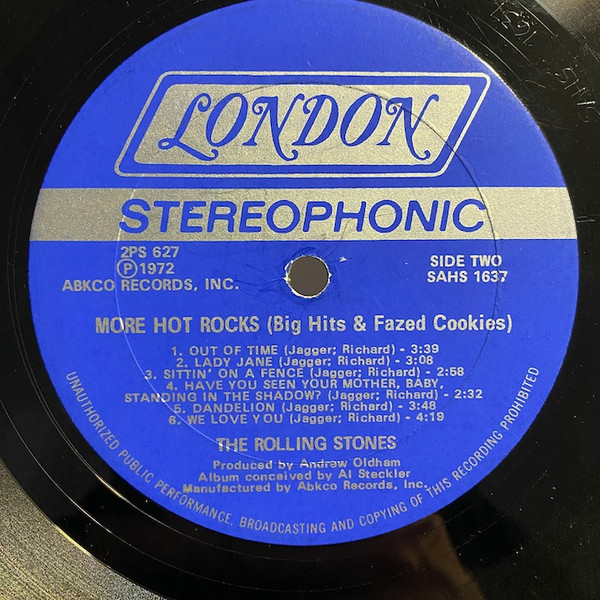 LONDON
STEREOPHONIC
2PS 627
Ⓟ1972
ABKCO RECORDS, INC.
SIDE TWO
SAHS 1637
MORE HOT ROCKS (Big Hits & Fazed Cookies)
1. OUT OF TIME (Jagger; Richard) - 3:39
2. LADY JANE (Jagger; Richard) - 3:08
3. SITTIN' ON A FENCE (Jagger; Richard) - 2:58
4. HAVE YOU SEEN YOUR MOTHER, BABY,
STANDING IN THE SHADOW? (Jagger; Richard) - 2:32
5. DANDELION (Jagger; Richard) - 3:48
6. WE LOVE YOU (Jagger; Richard) - 4:19
THE ROLLING STONES
Produced by Andrew Oldham
Album conceived by Al Steckler
Manufactured by Abkco Records, Inc.
UNAUTHORIZED PUBLIC PERFORMANCE, BROADCASTING AND COPYING OF THIS RECORDING PROHIBITED